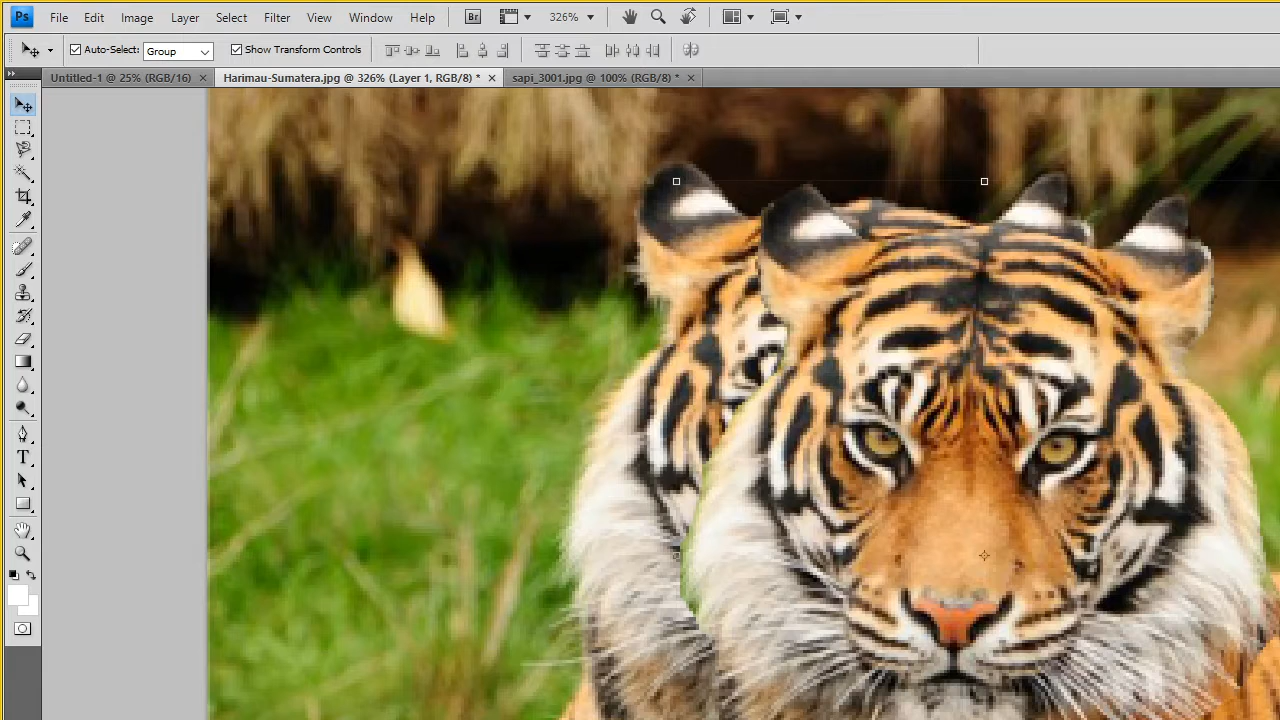 Ps File Edit Image Layer Select Filter View Window Help Br 326%
Auto-Select: Group Show Transform Controls
Untitled-1 @ 25% (RGB/16) × Harimau-Sumatera.jpg @ 326% (Layer 1, RGB/8) * × sapi_3001.jpg @ 100% (RGB/8) * ×
T